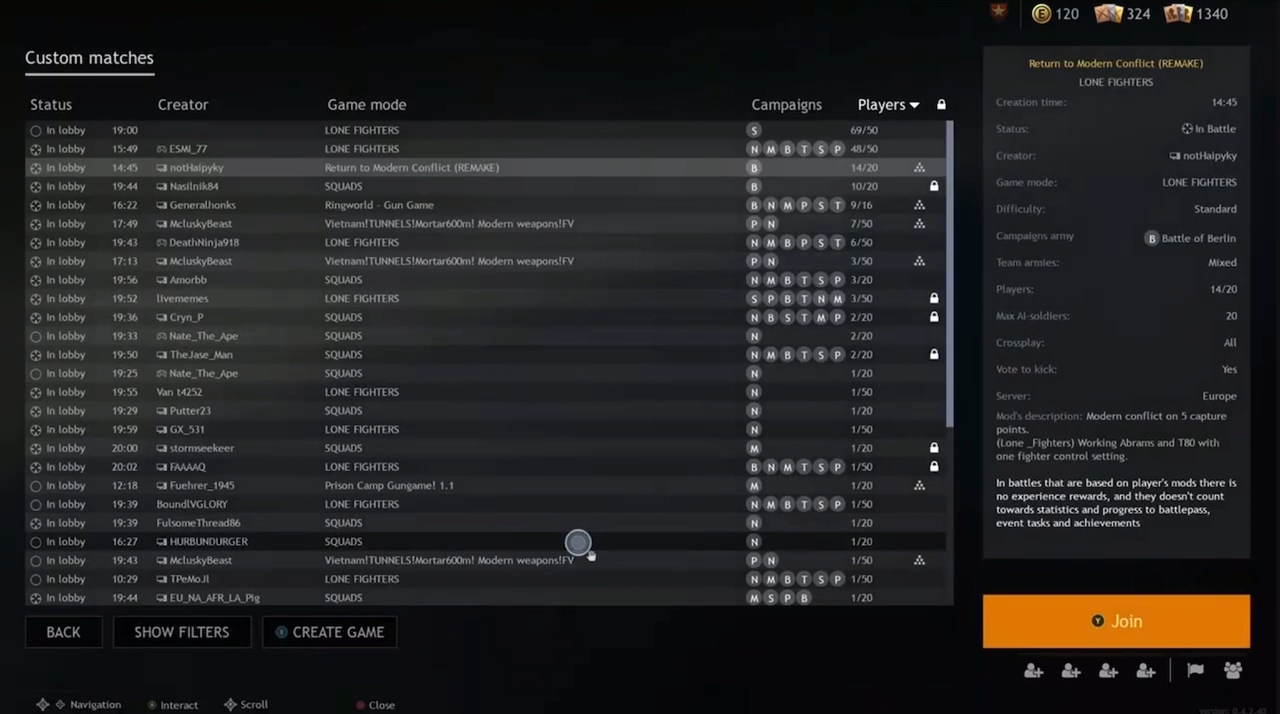 120 324 1340
Custom matches
Status Creator Game mode Campaigns Players
In lobby 19:00 LONE FIGHTERS S 69/50
In lobby 15:49 ESMI_77 LONE FIGHTERS N M B T S P 48/50
In lobby 14:45 notHaipyky Return to Modern Conflict (REMAKE) B 14/20
In lobby 19:44 Nasilnik84 SQUADS B 10/20
In lobby 16:22 Generalhonks Ringworld - Gun Game B N M P S T 9/16
In lobby 17:49 McluskyBeast Vietnam!TUNNELS!Mortar600m! Modern weapons!FV P N 7/50
In lobby 19:43 DeathNinja918 LONE FIGHTERS N M B P S T 6/50
In lobby 17:13 McluskyBeast Vietnam!TUNNELS!Mortar600m! Modern weapons!FV P N 3/50
In lobby 19:56 Amorbb SQUADS N M B T S P 3/20
In lobby 19:52 livememes LONE FIGHTERS S P B T N M 3/50
In lobby 19:36 Cryn_P SQUADS N B S T M P 2/20
In lobby 19:33 Nate_The_Ape SQUADS N 2/20
In lobby 19:50 TheJase_Man SQUADS N M B T S P 2/20
In lobby 19:25 Nate_The_Ape SQUADS N 1/20
In lobby 19:55 Van t4252 LONE FIGHTERS N 1/50
In lobby 19:29 Putter23 SQUADS N 1/20
In lobby 19:59 GX_531 LONE FIGHTERS N 1/50
In lobby 20:00 stormseekeer SQUADS M 1/20
In lobby 20:02 FAAAAQ LONE FIGHTERS B N M T S P 1/50
In lobby 12:18 Fuehrer_1945 Prison Camp Gungame! 1.1 M 1/20
In lobby 19:39 BoundlVGLORY LONE FIGHTERS N M B T S P 1/50
In lobby 19:39 FulsomeThread86 SQUADS N 1/20
In lobby 16:27 HURBUNDURGER SQUADS N 1/20
In lobby 19:43 McluskyBeast Vietnam!TUNNELS!Mortar600m! Modern weapons!FV P N 1/50
In lobby 10:29 TPeMoJl LONE FIGHTERS N M B T S P 1/50
In lobby 19:44 EU_NA_AFR_LA_Pig SQUADS M S P B 1/20
BACK SHOW FILTERS CREATE GAME
Navigation Interact Scroll Close
Return to Modern Conflict (REMAKE)
LONE FIGHTERS
Creation time: 14:45
Status: In Battle
Creator: notHaipyky
Game mode: LONE FIGHTERS
Difficulty: Standard
Campaigns army B Battle of Berlin
Team armies: Mixed
Players: 14/20
Max AI-soldiers: 20
Crossplay: All
Vote to kick: Yes
Server: Europe
Mod's description: Modern conflict on 5 capture
points.
(Lone _Fighters) Working Abrams and T80 with
one fighter control setting.
In battles that are based on player's mods there is
no experience rewards, and they doesn't count
towards statistics and progress to battlepass,
event tasks and achievements
Y Join
version: 0.4.2.40